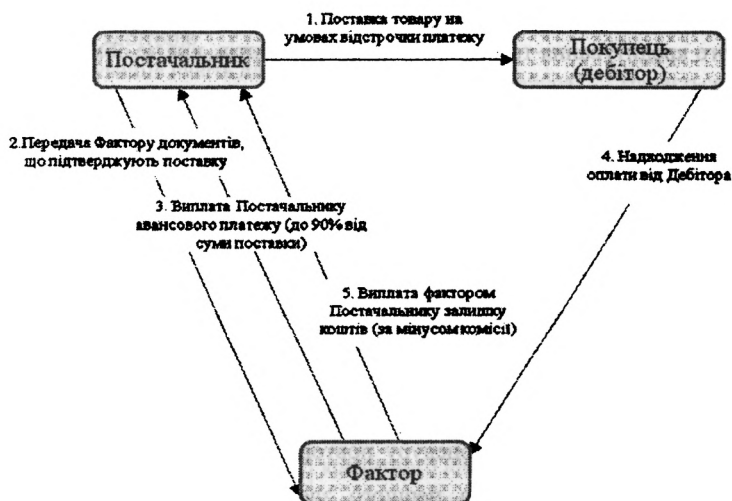 1. Поставка товару на
умовах відстрочки платежу
Постачальник
Покупець
(дебітор)
2.Передача Фактору документів,
що підтверджують поставку
4. Надходження
оплати від Дебітора
3. Виплата Постачальнику
авансового платежу (до 90% від
суми поставки)
5. Виплата фактором
Постачальнику залишку
коштів (за мінусом комісії)
Фактор